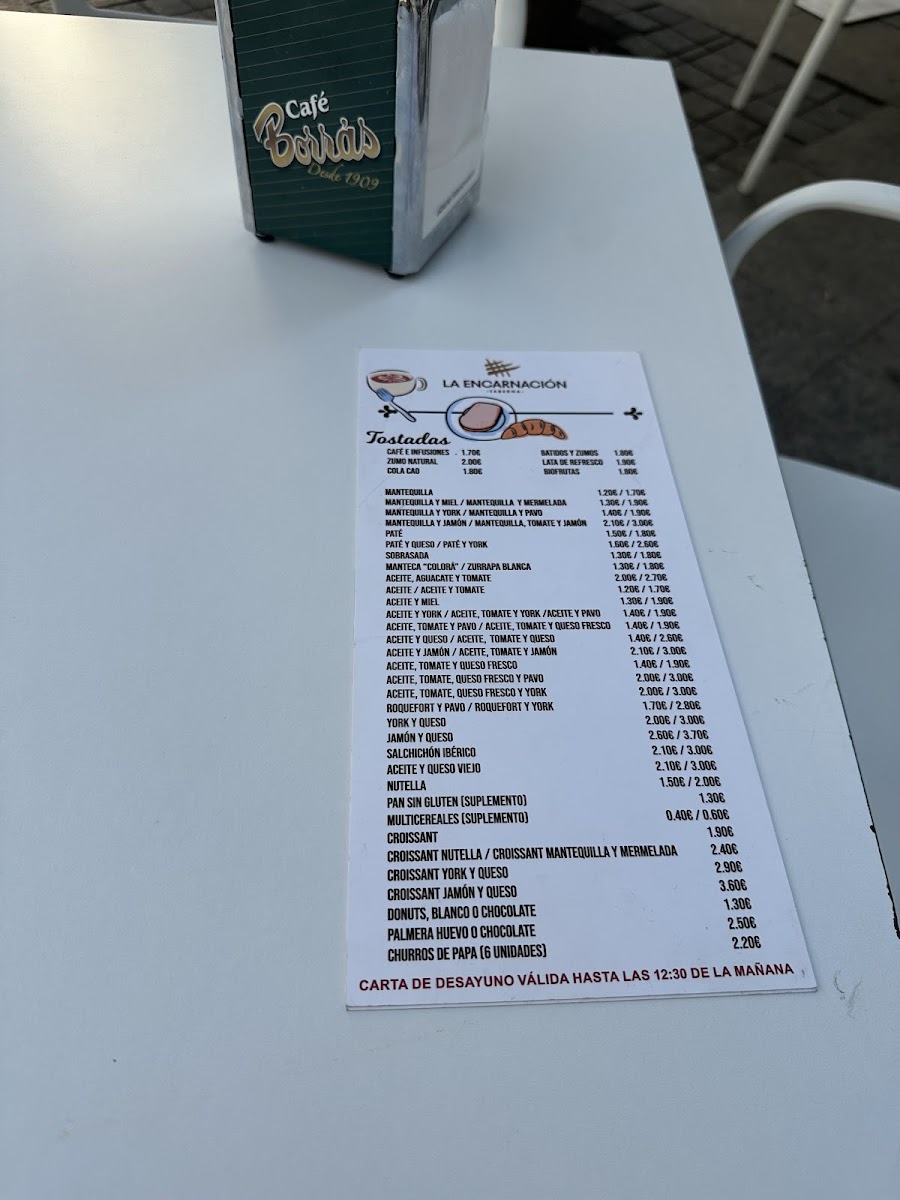 Café
Borrás
Desde 1909
LA ENCARNACIÓN
·TABERNA·
Tostadas
CAFÉ E INFUSIONES . 1.70€ BATIDOS Y ZUMOS 1.80€
ZUMO NATURAL 2.00€ LATA DE REFRESCO 1.90€
COLA CAO 1.80€ BIOFRUTAS 1.80€
MANTEQUILLA 1.20€ / 1.70€
MANTEQUILLA Y MIEL / MANTEQUILLA Y MERMELADA 1.30€ / 1.90€
MANTEQUILLA Y YORK / MANTEQUILLA Y PAVO 1.40€ / 1.90€
MANTEQUILLA Y JAMÓN / MANTEQUILLA, TOMATE Y JAMÓN 2.10€ / 3.00€
PATÉ 1.50€ / 1.80€
PATÉ Y QUESO / PATÉ Y YORK 1.60€ / 2.60€
SOBRASADA 1.30€ / 1.80€
MANTECA "COLORÁ" / ZURRAPA BLANCA 1.30€ / 1.80€
ACEITE, AGUACATE Y TOMATE 2.00€ / 2.70€
ACEITE / ACEITE Y TOMATE 1.20€ / 1.70€
ACEITE Y MIEL 1.30€ / 1.90€
ACEITE Y YORK / ACEITE, TOMATE Y YORK /ACEITE Y PAVO 1.40€ / 1.90€
ACEITE, TOMATE Y PAVO / ACEITE, TOMATE Y QUESO FRESCO 1.40€ / 1.90€
ACEITE Y QUESO / ACEITE, TOMATE Y QUESO 1.40€ / 2.60€
ACEITE Y JAMÓN / ACEITE, TOMATE Y JAMÓN 2.10€ / 3.00€
ACEITE, TOMATE Y QUESO FRESCO 1.40€ / 1.90€
ACEITE, TOMATE, QUESO FRESCO Y PAVO 2.00€ / 3.00€
ACEITE, TOMATE, QUESO FRESCO Y YORK 2.00€ / 3.00€
ROQUEFORT Y PAVO / ROQUEFORT Y YORK 1.70€ / 2.80€
YORK Y QUESO 2.00€ / 3.00€
JAMÓN Y QUESO 2.60€ / 3.70€
SALCHICHÓN IBÉRICO 2.10€ / 3.00€
ACEITE Y QUESO VIEJO 2.10€ / 3.00€
NUTELLA 1.50€ / 2.00€
PAN SIN GLUTEN (SUPLEMENTO) 1.30€
MULTICEREALES (SUPLEMENTO) 0.40€ / 0.60€
CROISSANT 1.90€
CROISSANT NUTELLA / CROISSANT MANTEQUILLA Y MERMELADA 2.40€
CROISSANT YORK Y QUESO 2.90€
CROISSANT JAMÓN Y QUESO 3.60€
DONUTS, BLANCO O CHOCOLATE 1.30€
PALMERA HUEVO O CHOCOLATE 2.50€
CHURROS DE PAPA (6 UNIDADES) 2.20€
CARTA DE DESAYUNO VÁLIDA HASTA LAS 12:30 DE LA MAÑANA